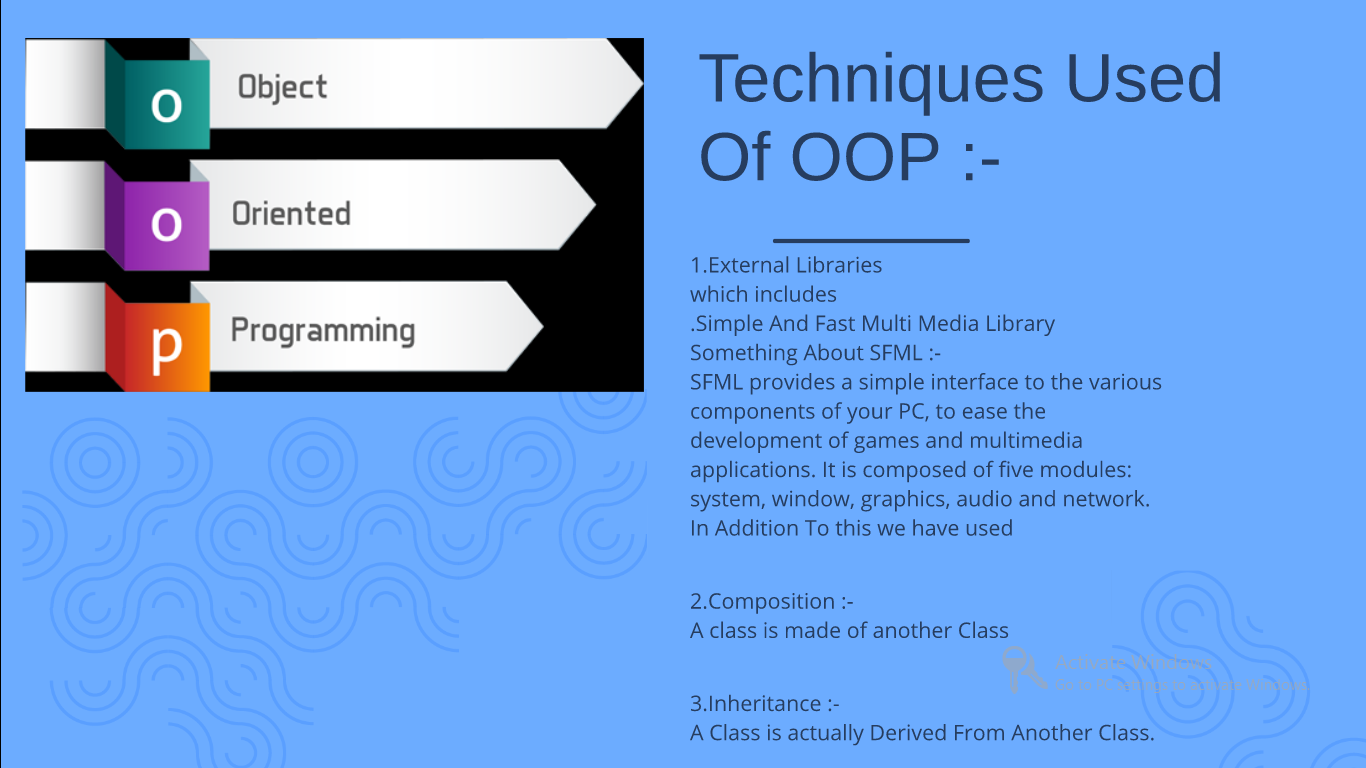 o Object
o Oriented
p Programming
Techniques Used
Of OOP :-
1.External Libraries
which includes
.Simple And Fast Multi Media Library
Something About SFML :-
SFML provides a simple interface to the various
components of your PC, to ease the
development of games and multimedia
applications. It is composed of five modules:
system, window, graphics, audio and network.
In Addition To this we have used
2.Composition :-
A class is made of another Class
Activate Windows
3.Inheritance :-
A Class is actually Derived From Another Class.